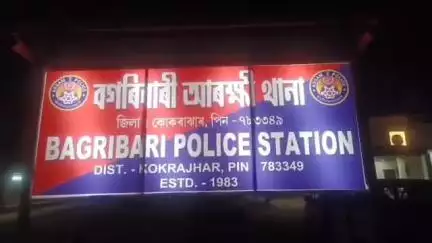 বগৰিবাৰী আৰক্ষী থানা
জিলা : কোকৰাঝাৰ, পিন - ৭৮৩৩৪৯
BAGRIBARI POLICE STATION
DIST. - KOKRAJHAR, PIN 783349
ESTD. - 1983